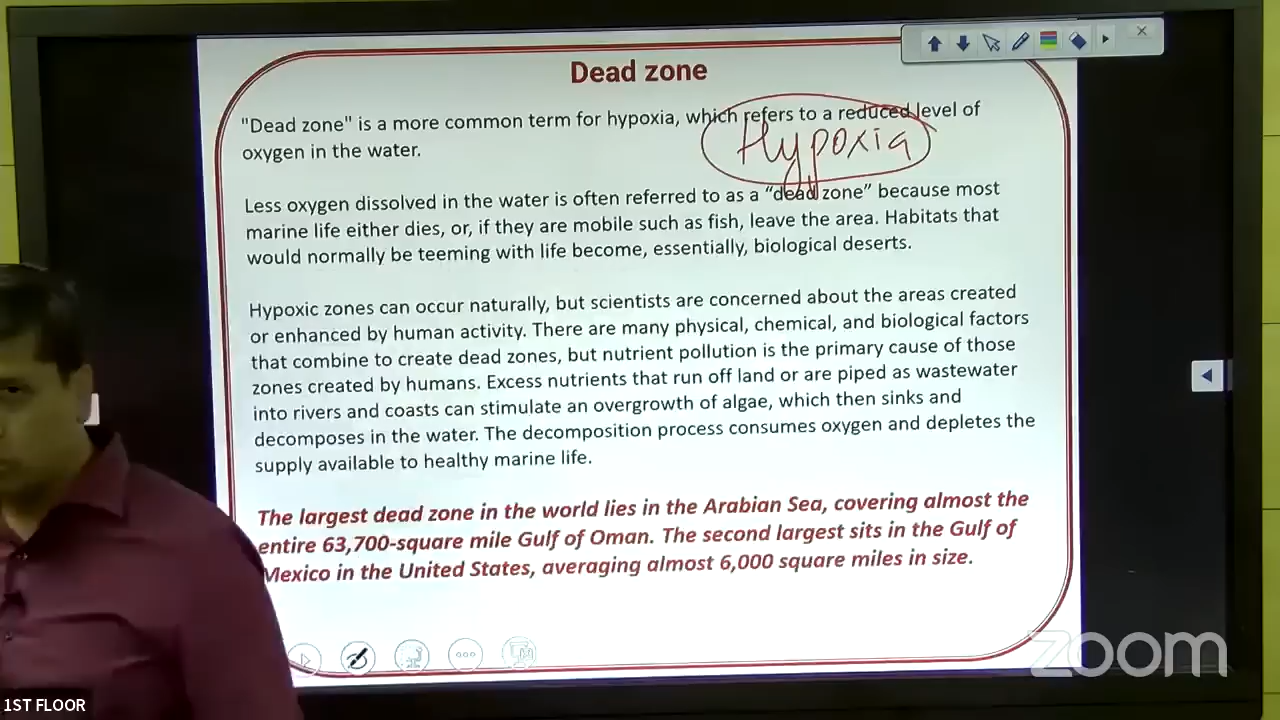 Dead zone
"Dead zone" is a more common term for hypoxia, which refers to a reduced level of
oxygen in the water.
Hypoxia
Less oxygen dissolved in the water is often referred to as a “dead zone” because most
marine life either dies, or, if they are mobile such as fish, leave the area. Habitats that
would normally be teeming with life become, essentially, biological deserts.
Hypoxic zones can occur naturally, but scientists are concerned about the areas created
or enhanced by human activity. There are many physical, chemical, and biological factors
that combine to create dead zones, but nutrient pollution is the primary cause of those
zones created by humans. Excess nutrients that run off land or are piped as wastewater
into rivers and coasts can stimulate an overgrowth of algae, which then sinks and
decomposes in the water. The decomposition process consumes oxygen and depletes the
supply available to healthy marine life.
The largest dead zone in the world lies in the Arabian Sea, covering almost the
entire 63,700-square mile Gulf of Oman. The second largest sits in the Gulf of
Mexico in the United States, averaging almost 6,000 square miles in size.
zoom
1ST FLOOR